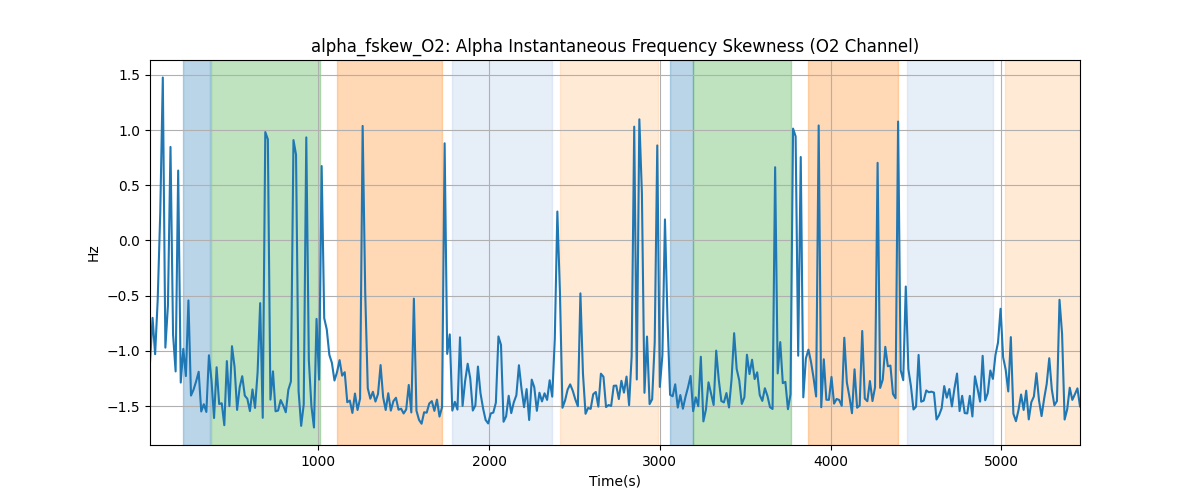 alpha_fskew_O2: Alpha Instantaneous Frequency Skewness (O2 Channel)
1.5
1.0
0.5
0.0
−0.5
−1.0
−1.5
Hz
1000 2000 3000 4000 5000
Time(s)